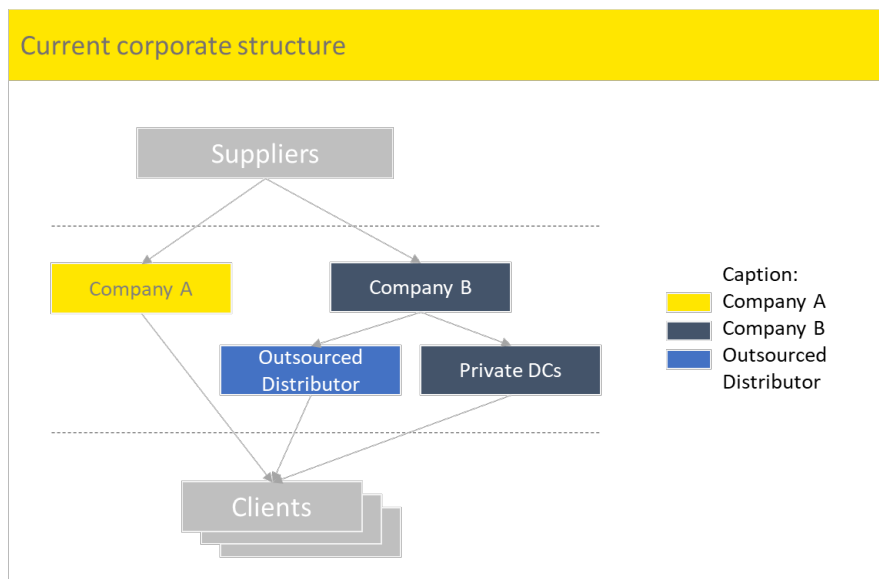 Current corporate structure
Suppliers
Company A
Company B
Outsourced
Distributor
Private DCs
Clients
Caption:
Company A
Company B
Outsourced
Distributor